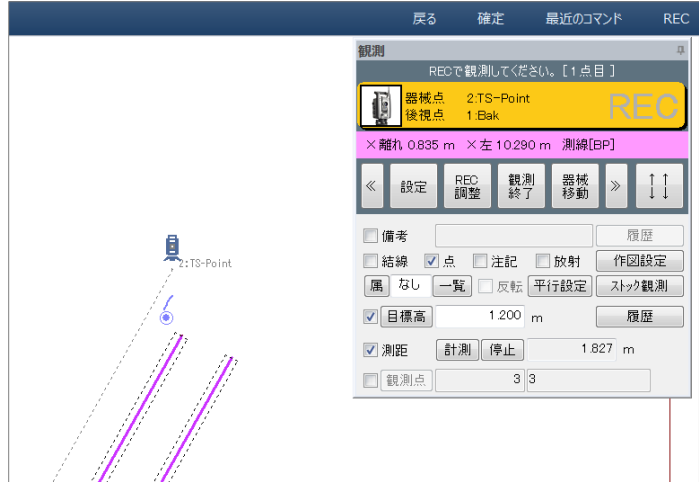 戻る 確定 最近のコマンド REC
観測
RECで観測してください。[1点目]
器械点 2:TS-Point
後視点 1:Bak
REC
×離れ 0.835 m ×左 10.290 m 測線[BP]
≪ 設定 REC調整 観測終了 器械移動 ≫ ↑↑↓↓
備考 履歴
結線 点 注記 放射 作図設定
属 なし 一覧 反転 平行設定 ストック観測
目標高 1.200 m 履歴
測距 計測 停止 1.827 m
観測点 3 3
2:TS-Point